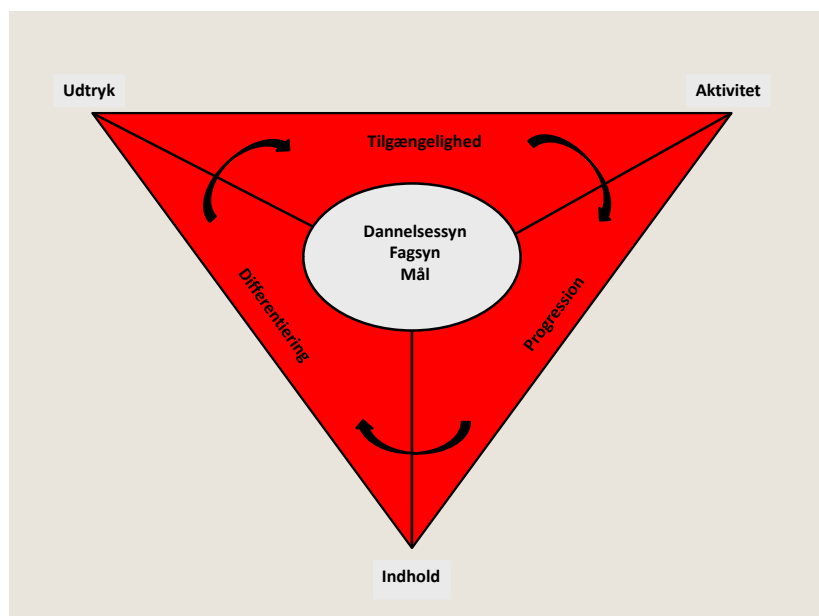 Udtryk
Aktivitet
Tilgængelighed
Dannelsessyn
Fagsyn
Mål
Differentiering
Progression
Indhold